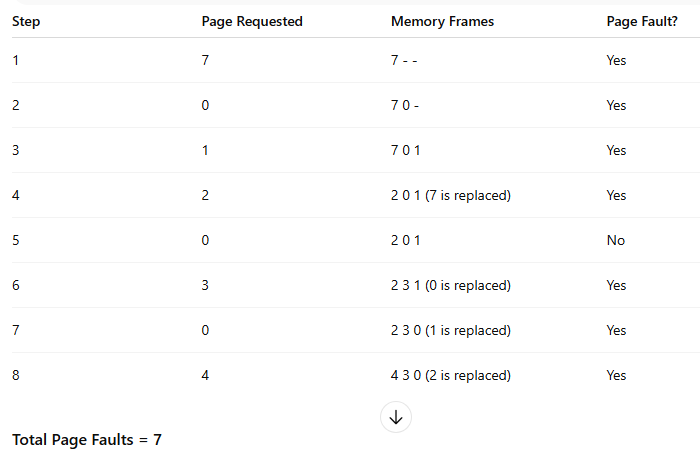 Step Page Requested Memory Frames Page Fault?
1 7 7 - - Yes
2 0 7 0 - Yes
3 1 7 0 1 Yes
4 2 2 0 1 (7 is replaced) Yes
5 0 2 0 1 No
6 3 2 3 1 (0 is replaced) Yes
7 0 2 3 0 (1 is replaced) Yes
8 4 4 3 0 (2 is replaced) Yes
Total Page Faults = 7